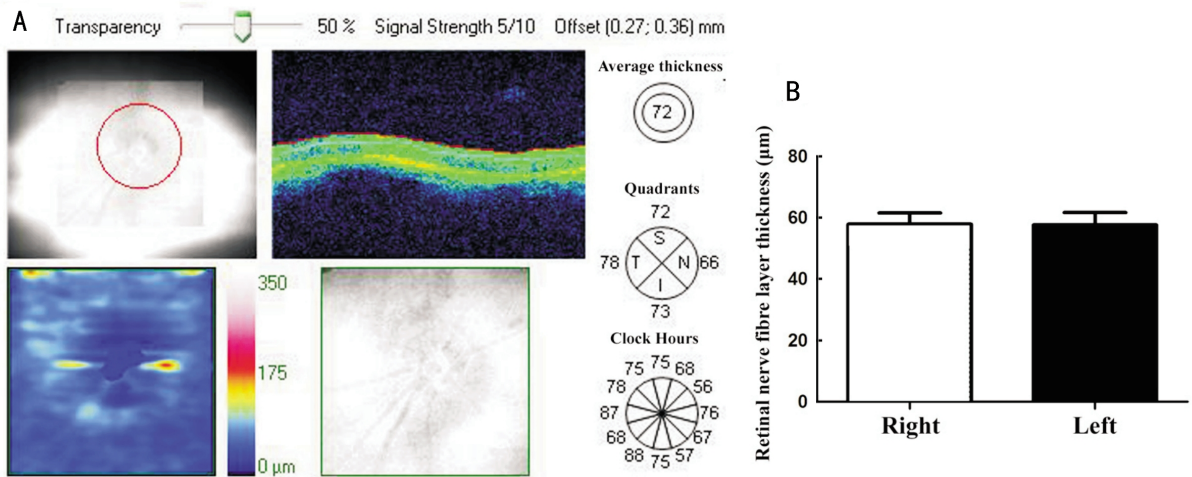 A
Transparency 50 % Signal Strength 5/10 Offset (0.27; 0.36) mm
Average thickness
72
Quadrants
72
S
78 T N 66
I
73
350
175
0 µm
Clock Hours
75 75 68
78 56
87 76
68 67
88 75 57
B
Retinal nerve fibre layer thickness (µm)
80
60
40
20
0
Right Left